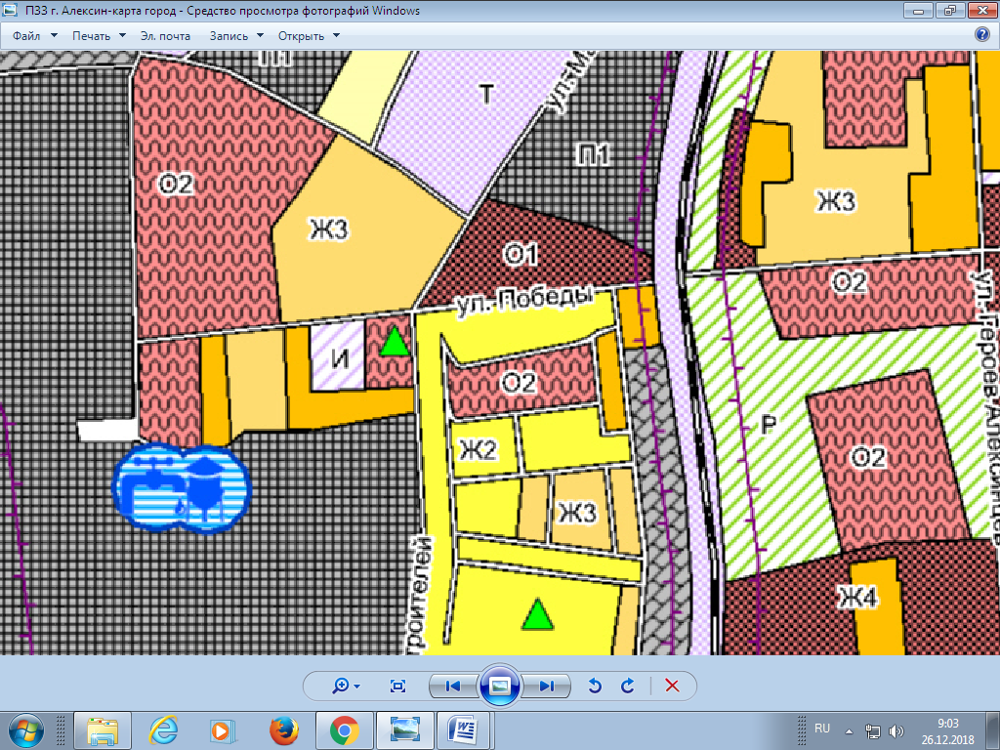 ПЗЗ г. Алексин-карта город - Средство просмотра фотографий Windows
Файл Печать Эл. почта Запись Открыть
П1
Т
П1
О2
Ж3
Ж3
О1
О2
ул. Победы
И
О2
Р
Ж2
О2
Ж3
Ж4
ул. Героев Алексинцев
троителей
RU
9:03
26.12.2018